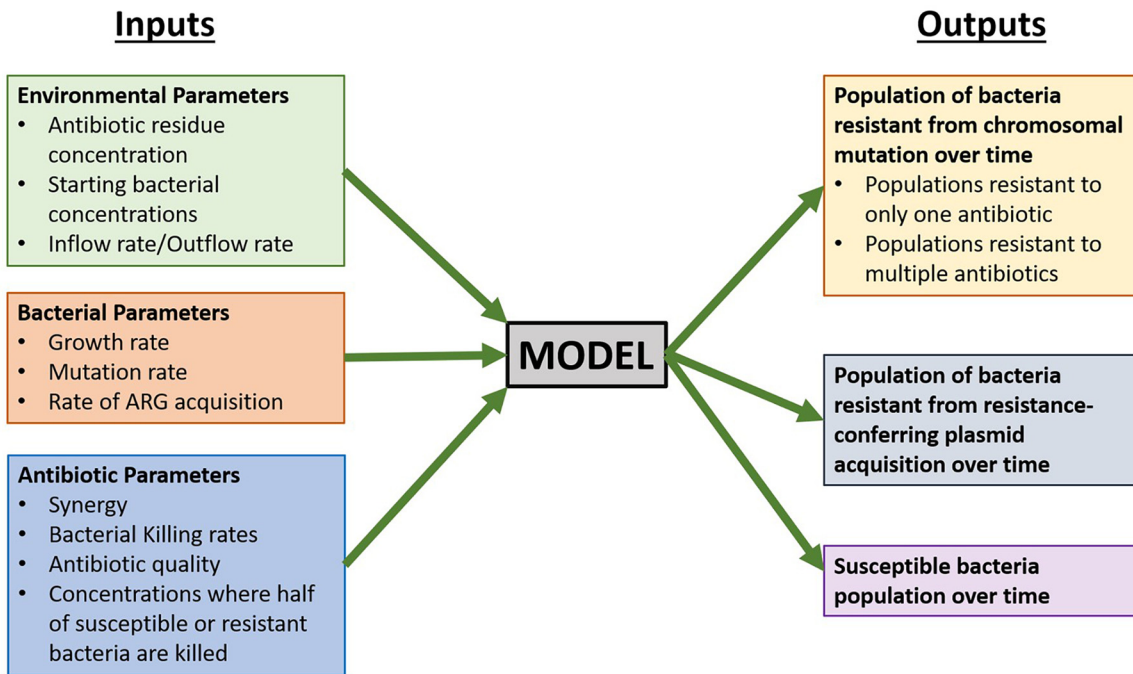 Inputs
Environmental Parameters
• Antibiotic residue
concentration
• Starting bacterial
concentrations
• Inflow rate/Outflow rate
Bacterial Parameters
• Growth rate
• Mutation rate
• Rate of ARG acquisition
Antibiotic Parameters
• Synergy
• Bacterial Killing rates
• Antibiotic quality
• Concentrations where half
of susceptible or resistant
bacteria are killed
MODEL
Outputs
Population of bacteria
resistant from chromosomal
mutation over time
• Populations resistant to
only one antibiotic
• Populations resistant to
multiple antibiotics
Population of bacteria
resistant from resistance-
conferring plasmid
acquisition over time
Susceptible bacteria
population over time